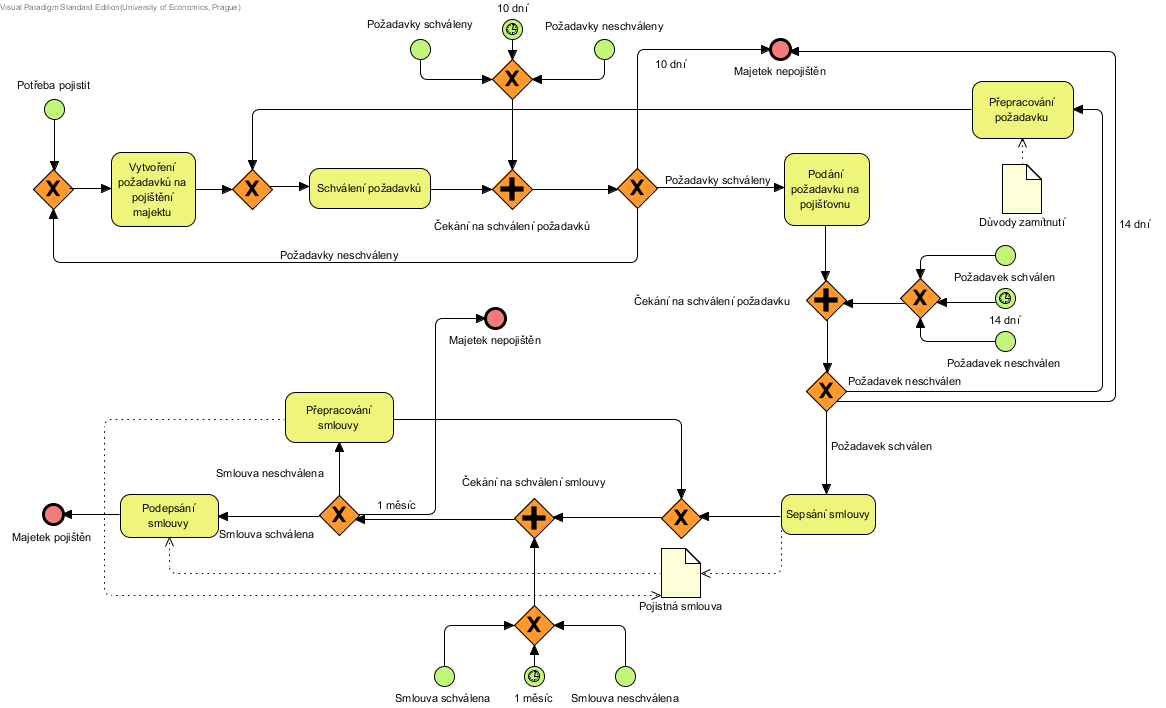 Visual Paradigm Standard Edition(University of Economics, Prague)
10 dní
Požadavky schváleny
Požadavky neschváleny
10 dní
Majetek nepojištěn
Potřeba pojistit
Přepracování
požadavku
Vytvoření
požadavků na
pojištění
majektu
Schválení požadavků
Požadavky schváleny
Podání
požadavku na
pojišťovnu
Čekání na schválení požadavků
Důvody zamítnutí
14 dní
Požadavky neschváleny
Požadavek schválen
Čekání na schválení požadavku
14 dní
Majetek nepojištěn
Požadavek neschválen
Požadavek neschválen
Přepracování
smlouvy
Požadavek schválen
Smlouva neschválena
Čekání na schválení smlouvy
1 měsíc
Podepsání
smlouvy
Sepsání smlouvy
Majetek pojištěn
Smlouva schválena
Pojistná smlouva
Smlouva schválena
1 měsíc
Smlouva neschválena